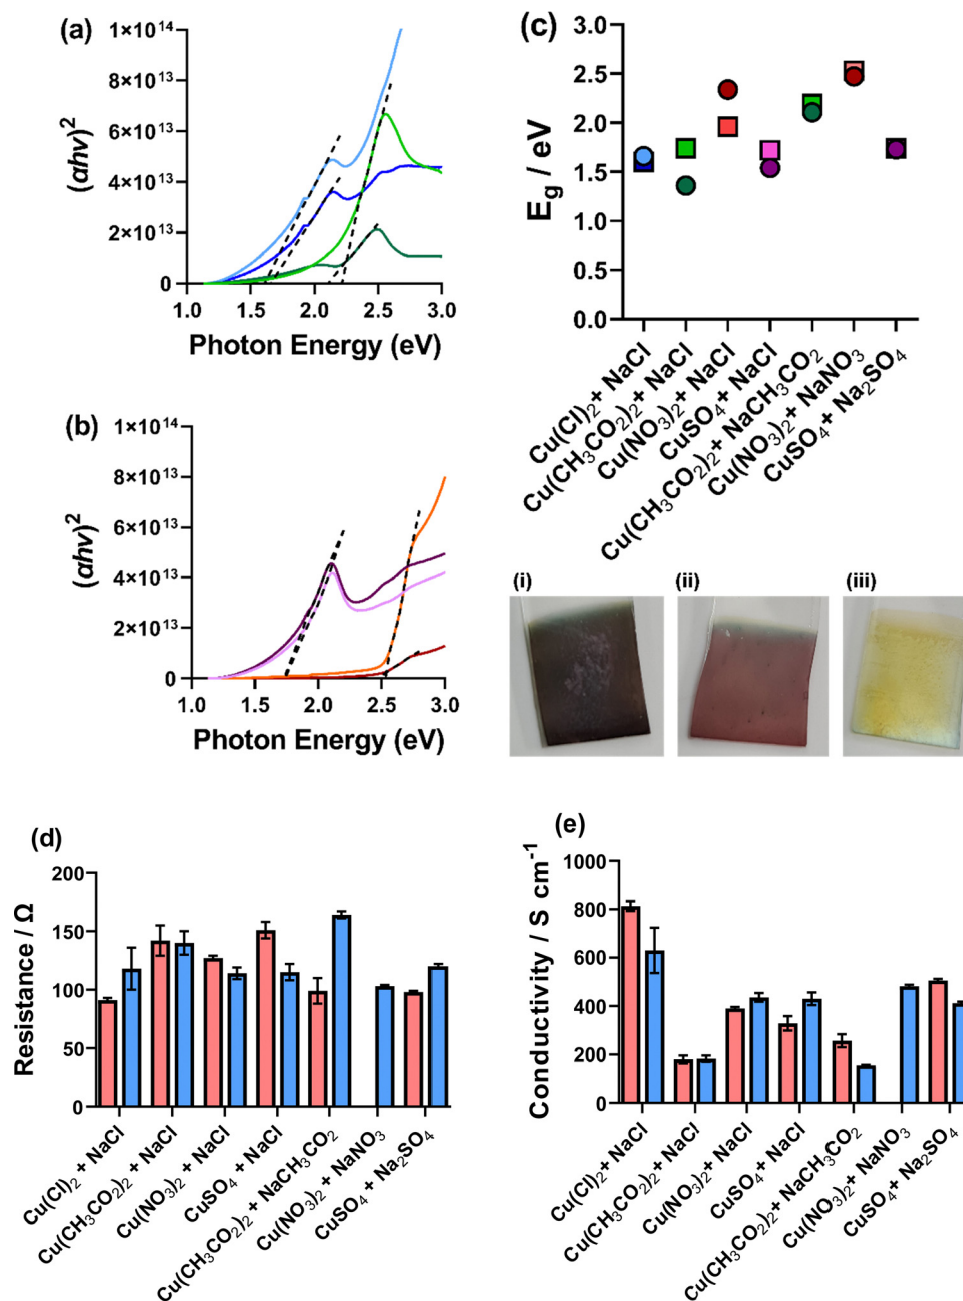 (a)
1×10^14
8×10^13
6×10^13
4×10^13
2×10^13
0
(αhν)^2
1.0 1.5 2.0 2.5 3.0
Photon Energy (eV)
(c)
3.0
2.5
2.0
1.5
1.0
0.5
0.0
E_g / eV
Cu(Cl)₂+ NaCl
Cu(CH₃CO₂)₂+ NaCl
Cu(NO₃)₂+ NaCl
CuSO₄+ NaCl
Cu(CH₃CO₂)₂+ NaCH₃CO₂
Cu(NO₃)₂+ NaNO₃
CuSO₄+ Na₂SO₄
(b)
1×10^14
8×10^13
6×10^13
4×10^13
2×10^13
0
(αhν)^2
1.0 1.5 2.0 2.5 3.0
Photon Energy (eV)
(i) (ii) (iii)
(d)
200
150
100
50
0
Resistance / Ω
Cu(Cl)₂ + NaCl
Cu(CH₃CO₂)₂ + NaCl
Cu(NO₃)₂ + NaCl
CuSO₄ + NaCl
Cu(CH₃CO₂)₂ + NaCH₃CO₂
Cu(NO₃)₂ + NaNO₃
CuSO₄ + Na₂SO₄
(e)
1000
800
600
400
200
0
Conductivity / S cm⁻¹
Cu(Cl)₂+ NaCl
Cu(CH₃CO₂)₂+ NaCl
Cu(NO₃)₂+ NaCl
CuSO₄+ NaCl
Cu(CH₃CO₂)₂+ NaCH₃CO₂
Cu(NO₃)₂+ NaNO₃
CuSO₄+ Na₂SO₄